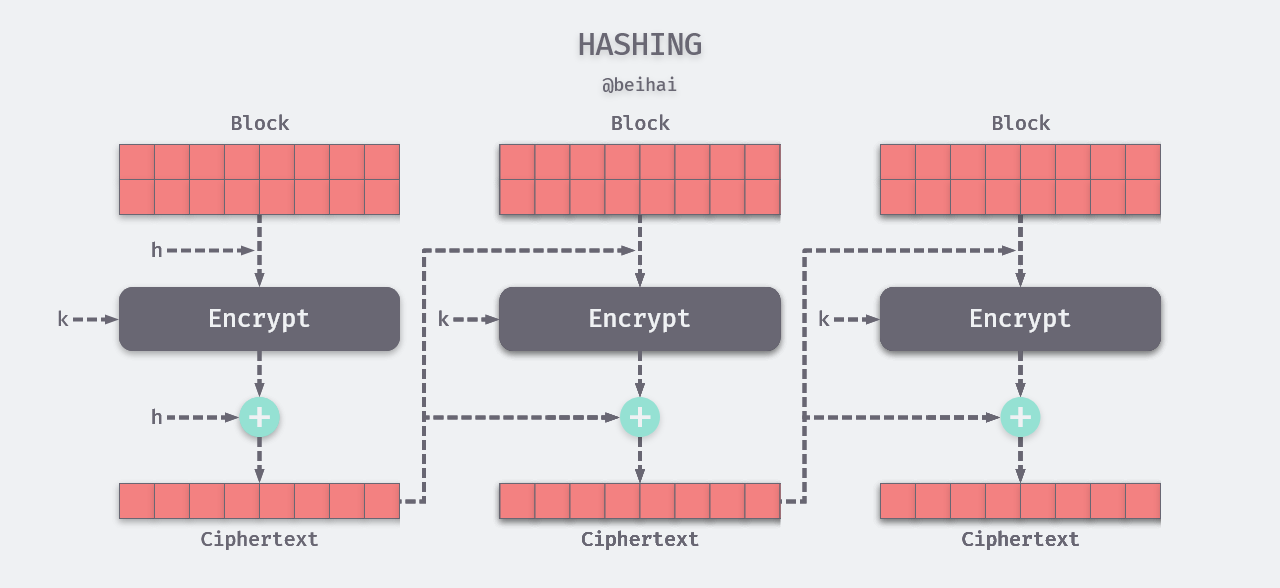 HASHING
@beihai
Block
Block
Block
h
k
Encrypt
k
Encrypt
k
Encrypt
h
Ciphertext
Ciphertext
Ciphertext